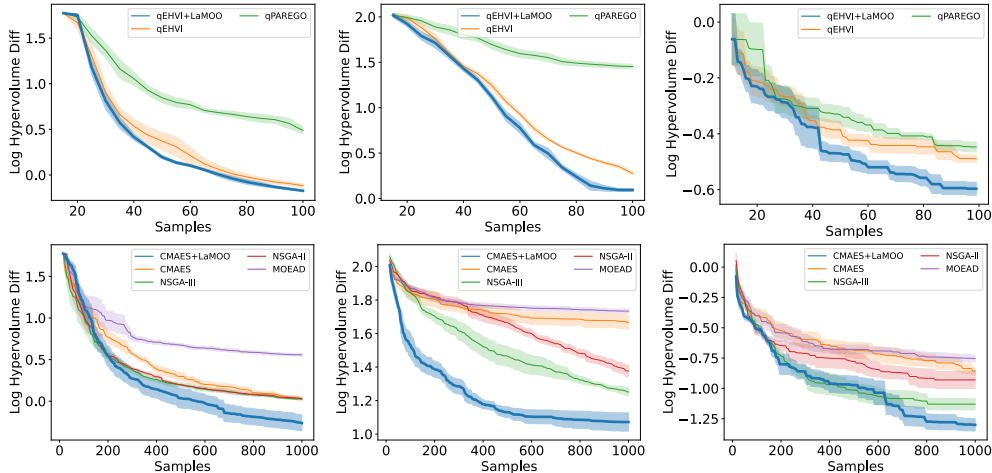 Log Hypervolume Diff
1.5
1.0
0.5
0.0
qEHVI+LaMOO
qEHVI
qPAREGO
20 40 60 80 100
Samples
Log Hypervolume Diff
2.0
1.5
1.0
0.5
0.0
qEHVI+LaMOO
qEHVI
qPAREGO
20 40 60 80 100
Samples
Log Hypervolume Diff
0.0
−0.2
−0.4
−0.6
qEHVI+LaMOO
qEHVI
qPAREGO
20 40 60 80 100
Samples
Log Hypervolume Diff
1.5
1.0
0.5
0.0
CMAES+LaMOO
CMAES
NSGA-III
NSGA-II
MOEAD
0 200 400 600 800 1000
Samples
Log Hypervolume Diff
2.0
1.8
1.6
1.4
1.2
1.0
CMAES+LaMOO
CMAES
NSGA-III
NSGA-II
MOEAD
0 200 400 600 800 1000
Samples
Log Hypervolume Diff
0.00
−0.25
−0.50
−0.75
−1.00
−1.25
CMAES+LaMOO
CMAES
NSGA-III
NSGA-II
MOEAD
0 200 400 600 800 1000
Samples